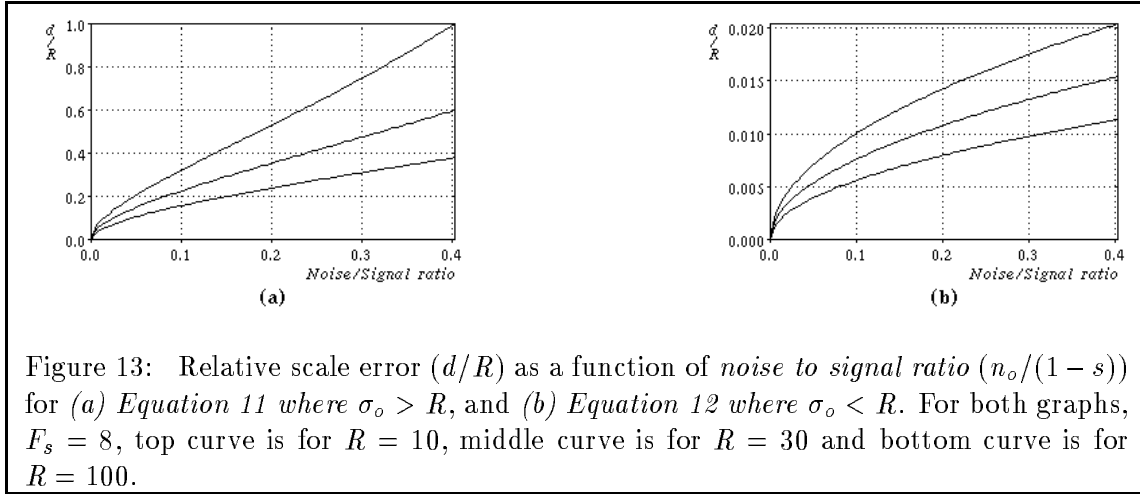 d/R
1.0
0.8
0.6
0.4
0.2
0.0
0.0 0.1 0.2 0.3 0.4
Noise/Signal ratio
(a)
d/R
0.020
0.015
0.010
0.005
0.000
0.0 0.1 0.2 0.3 0.4
Noise/Signal ratio
(b)
Figure 13: Relative scale error (d/R) as a function of noise to signal ratio (nₒ/(1 − s))
for (a) Equation 11 where σₒ > R, and (b) Equation 12 where σₒ < R. For both graphs,
Fₛ = 8, top curve is for R = 10, middle curve is for R = 30 and bottom curve is for
R = 100.